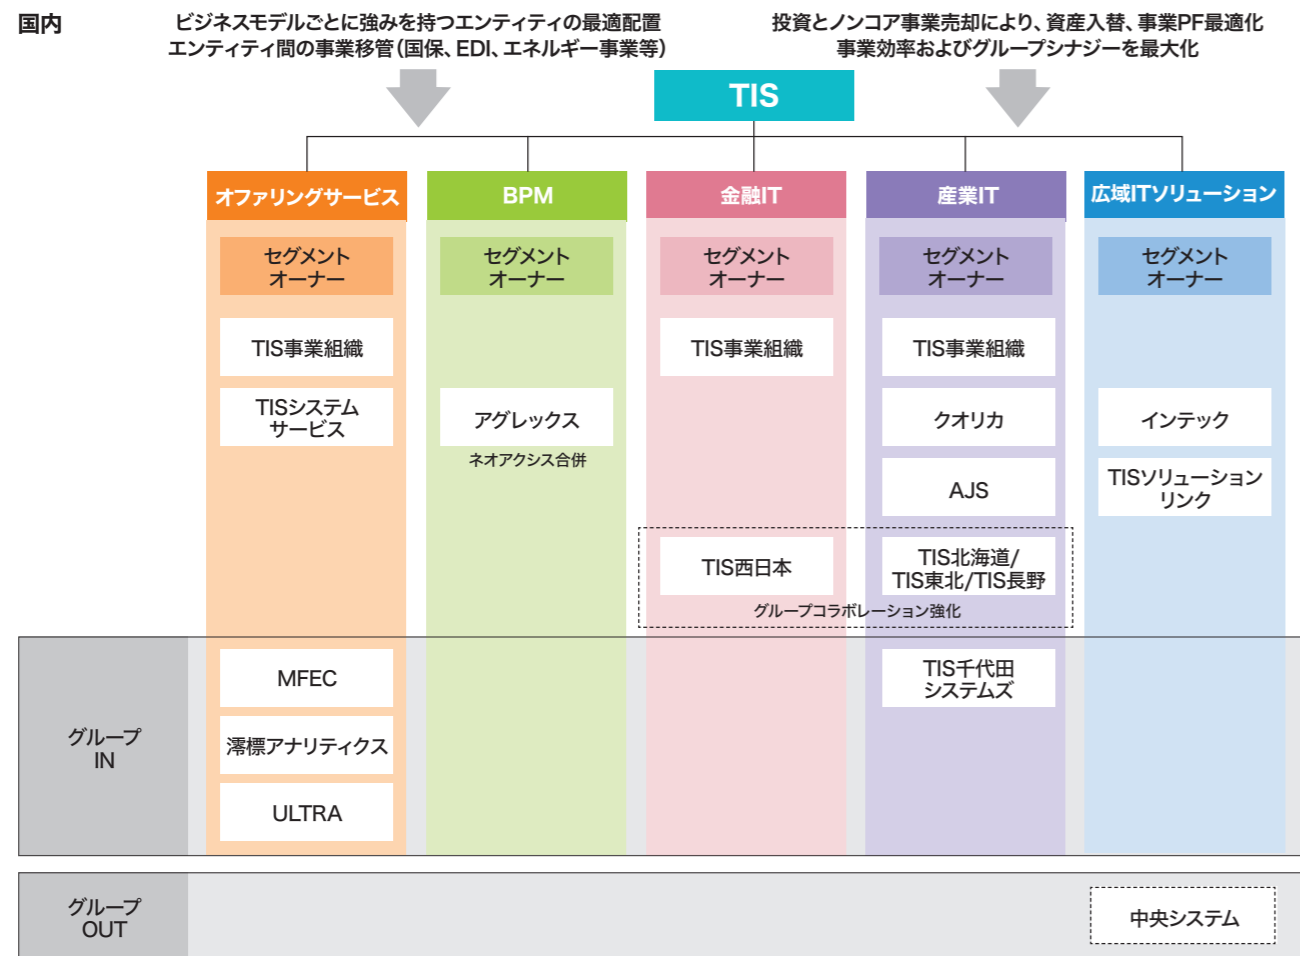 国内
ビジネスモデルごとに強みを持つエンティティの最適配置
エンティティ間の事業移管（国保、EDI、エネルギー事業等）
投資とノンコア事業売却により、資産入替、事業PF最適化
事業効率およびグループシナジーを最大化
TIS
オファリングサービス
BPM
金融IT
産業IT
広域ITソリューション
セグメント
オーナー
セグメント
オーナー
セグメント
オーナー
セグメント
オーナー
セグメント
オーナー
TIS事業組織
TIS事業組織
TIS事業組織
TISシステム
サービス
アグレックス
ネオアクシス合併
クオリカ
インテック
AJS
TISソリューション
リンク
TIS西日本
TIS北海道/
TIS東北/TIS長野
グループコラボレーション強化
グループ
IN
MFEC
TIS千代田
システムズ
澪標アナリティクス
ULTRA
グループ
OUT
中央システム